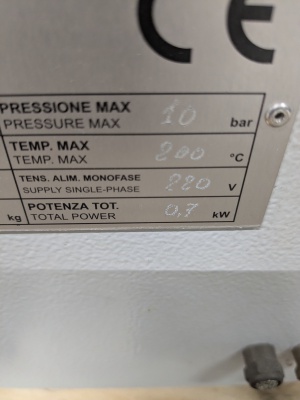 CE
PRESSIONE MAX 10 bar
PRESSURE MAX
TEMP. MAX 200 °C
TEMP. MAX
TENS. ALIM. MONOFASE 220 V
SUPPLY SINGLE-PHASE
kg POTENZA TOT. 0,7 kW
TOTAL POWER